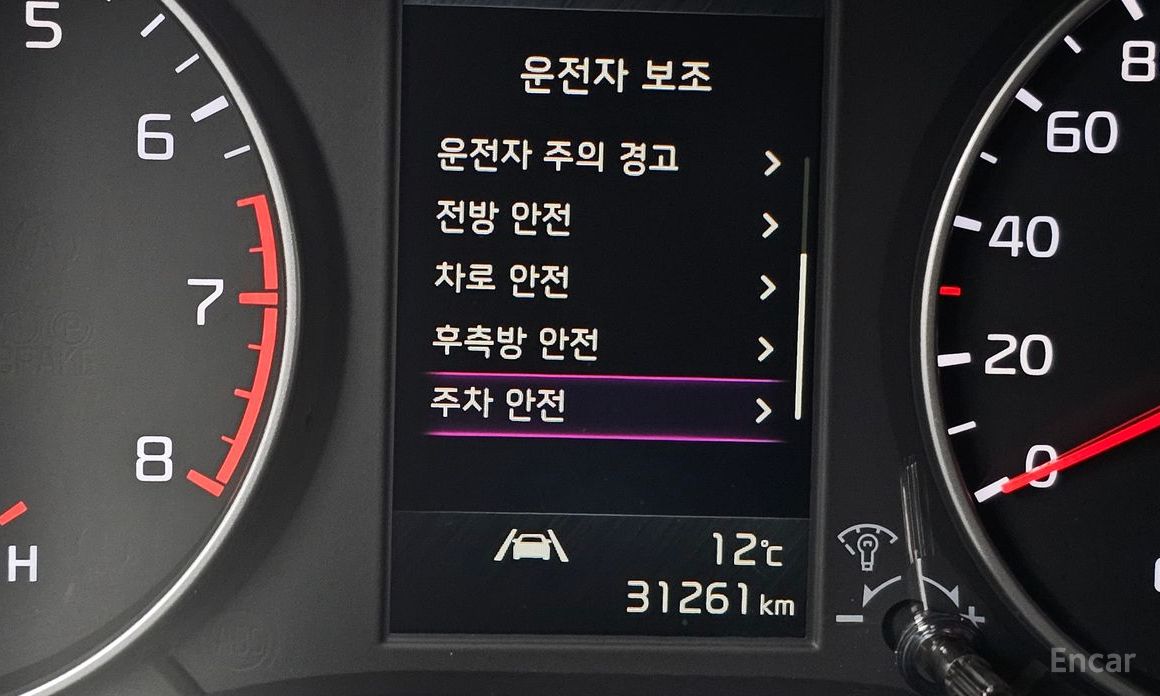 5
6
7
8
H
운전자 보조
운전자 주의 경고
전방 안전
차로 안전
후측방 안전
주차 안전
12℃
31261 km
8
60
40
20
0
Encar